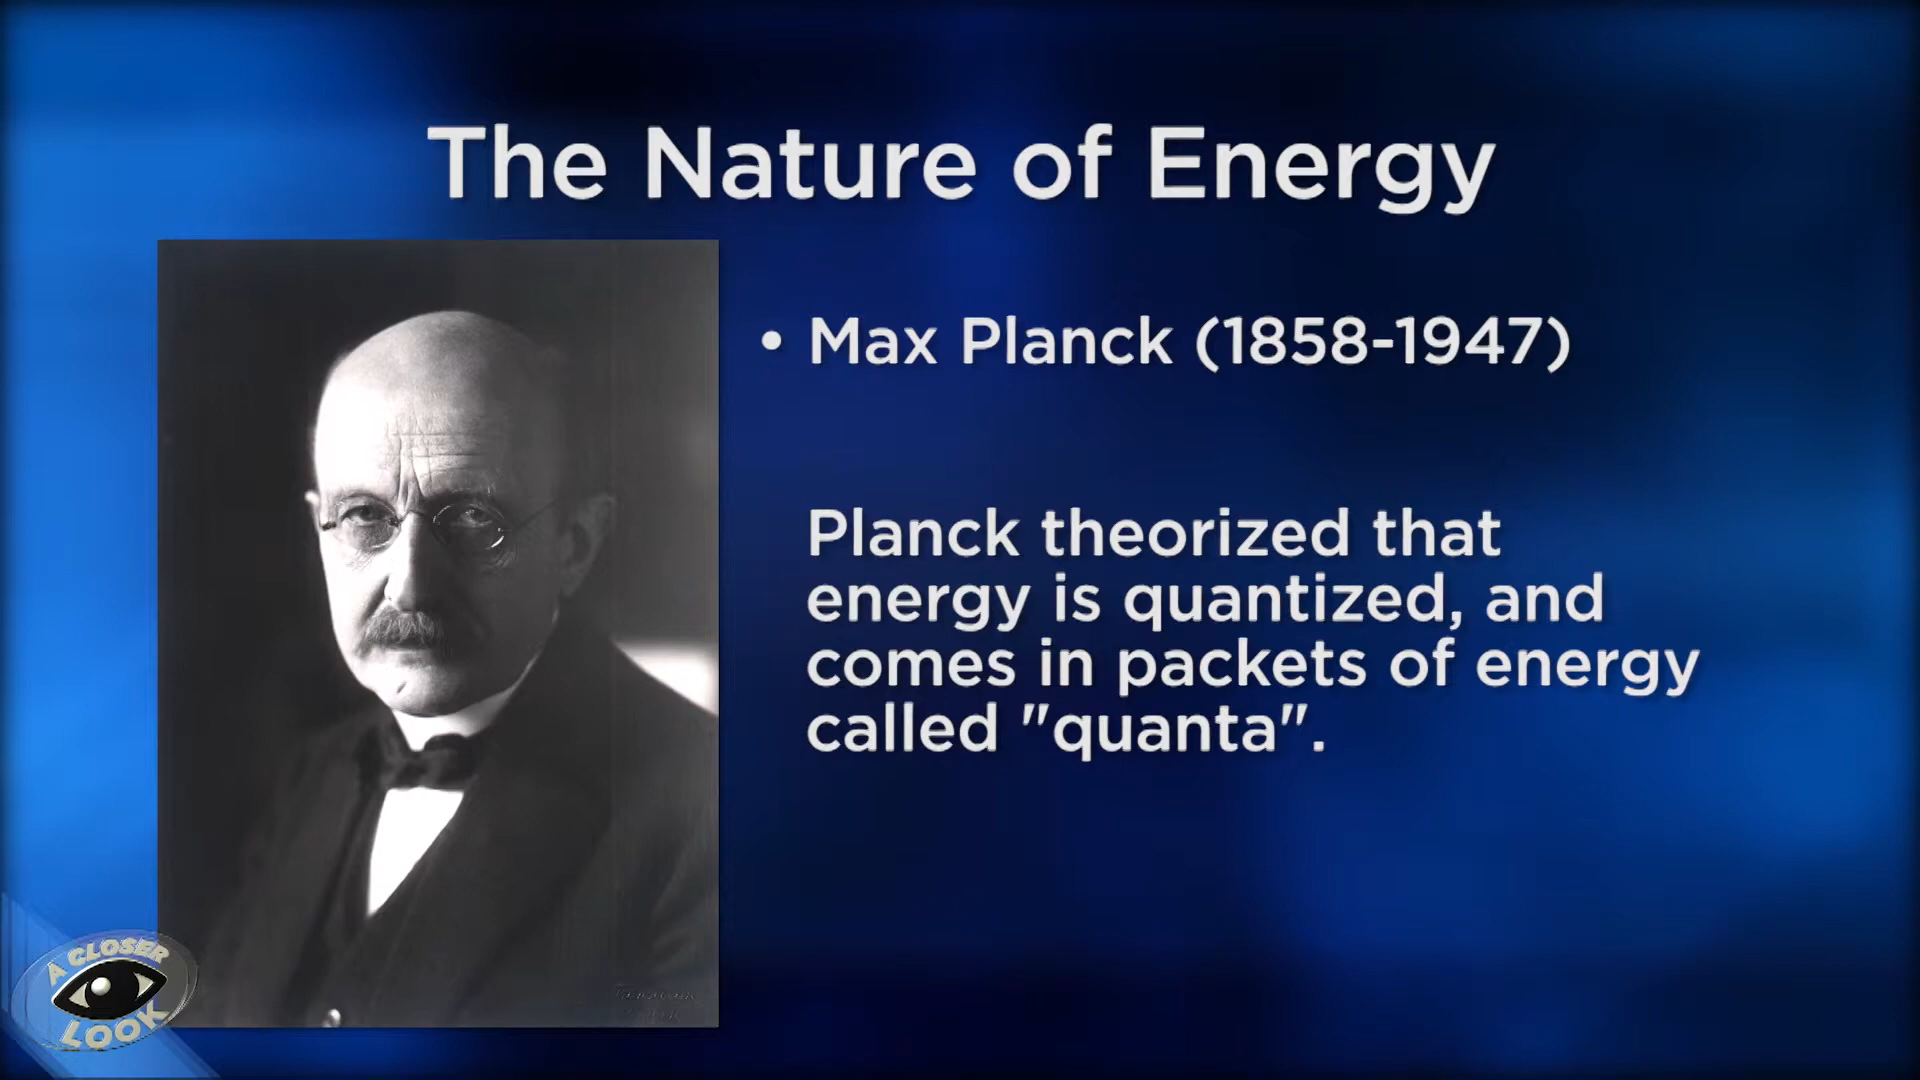 The Nature of Energy
• Max Planck (1858-1947)
Planck theorized that
energy is quantized, and
comes in packets of energy
called "quanta".
A CLOSER
LOOK